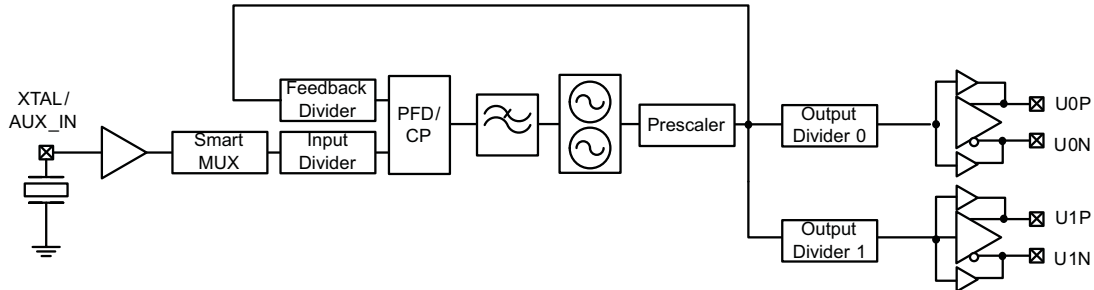 XTAL/
AUX_IN
Smart
MUX
Feedback
Divider
Input
Divider
PFD/
CP
Prescaler
Output
Divider 0
Output
Divider 1
U0P
U0N
U1P
U1N